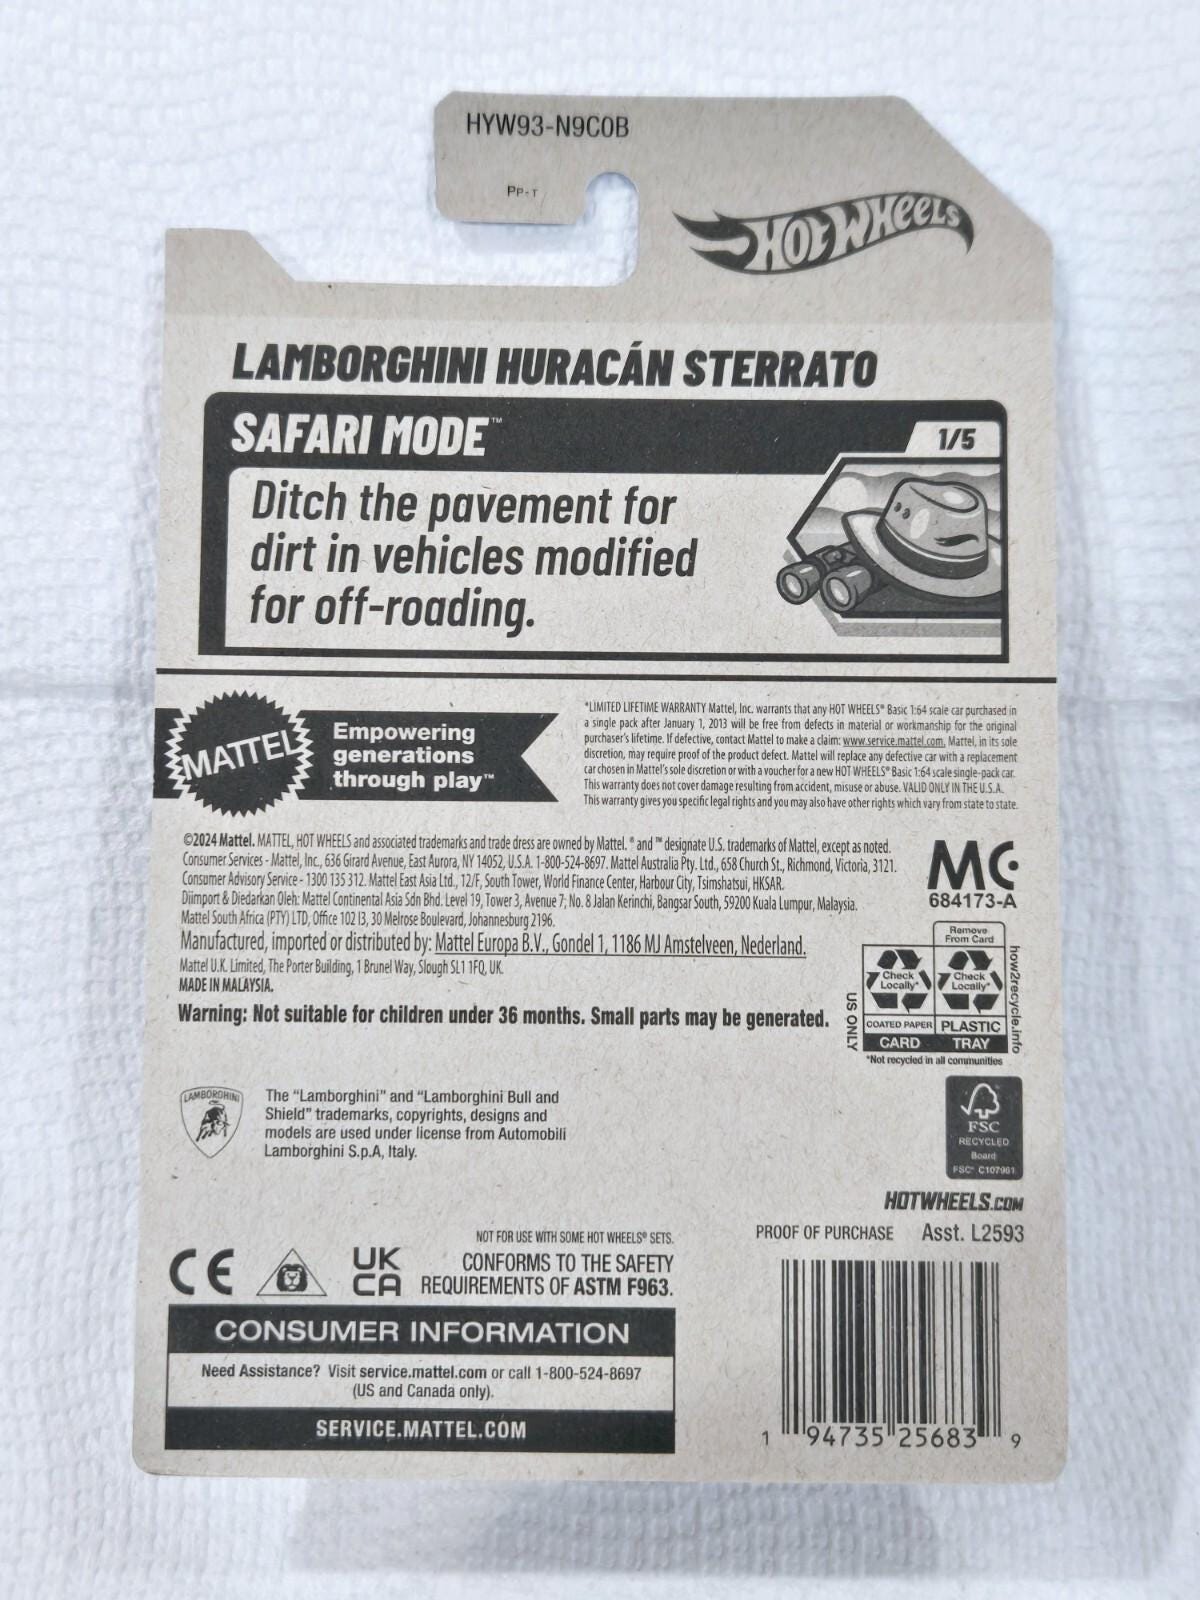 HYW93-N9C0B
PP-T
HOT WHEELS
LAMBORGHINI HURACÁN STERRATO
SAFARI MODE™
1/5
Ditch the pavement for
dirt in vehicles modified
for off-roading.
MATTEL
Empowering
generations
through play™
*LIMITED LIFETIME WARRANTY Mattel, Inc. warrants that any HOT WHEELS® Basic 1:64 scale car purchased in
a single pack after January 1, 2013 will be free from defects in material or workmanship for the original
purchaser's lifetime. If defective, contact Mattel to make a claim: www.service.mattel.com. Mattel, in its sole
discretion, may require proof of the product defect. Mattel will replace any defective car with a replacement
car chosen in Mattel's sole discretion or with a voucher for a new HOT WHEELS® Basic 1:64 scale single-pack car.
This warranty does not cover damage resulting from accident, misuse or abuse. VALID ONLY IN THE U.S.A.
This warranty gives you specific legal rights and you may also have other rights which vary from state to state.
©2024 Mattel. MATTEL, HOT WHEELS and associated trademarks and trade dress are owned by Mattel. ® and ™ designate U.S. trademarks of Mattel, except as noted.
Consumer Services - Mattel, Inc., 636 Girard Avenue, East Aurora, NY 14052, U.S.A. 1-800-524-8697. Mattel Australia Pty. Ltd., 658 Church St., Richmond, Victoria, 3121.
Consumer Advisory Service - 1300 135 312. Mattel East Asia Ltd., 12/F, South Tower, World Finance Center, Harbour City, Tsimshatsui, HKSAR.
Diimport & Diedarkan Oleh: Mattel Continental Asia Sdn Bhd. Level 19, Tower 3, Avenue 7, No. 8 Jalan Kerinchi, Bangsar South, 59200 Kuala Lumpur, Malaysia.
Mattel South Africa (PTY) LTD, Office 102 I3, 30 Melrose Boulevard, Johannesburg 2196.
Manufactured, imported or distributed by: Mattel Europa B.V., Gondel 1, 1186 MJ Amstelveen, Nederland.
Mattel U.K. Limited, The Porter Building, 1 Brunel Way, Slough SL1 1FQ, UK.
MADE IN MALAYSIA.
Warning: Not suitable for children under 36 months. Small parts may be generated.
MC
684173-A
Remove
From Card
Check
Locally*
Check
Locally*
COATED PAPER
PLASTIC
CARD
TRAY
US ONLY
how2recycle.info
*Not recycled in all communities
LAMBORGHINI
The "Lamborghini" and "Lamborghini Bull and
Shield" trademarks, copyrights, designs and
models are used under license from Automobili
Lamborghini S.p.A, Italy.
FSC
RECYCLED
Board
FSC® C107961
HOTWHEELS.COM
PROOF OF PURCHASE Asst. L2593
CE
UK
CA
NOT FOR USE WITH SOME HOT WHEELS® SETS.
CONFORMS TO THE SAFETY
REQUIREMENTS OF ASTM F963.
CONSUMER INFORMATION
Need Assistance? Visit service.mattel.com or call 1-800-524-8697
(US and Canada only).
SERVICE.MATTEL.COM
1 94735 25683 9